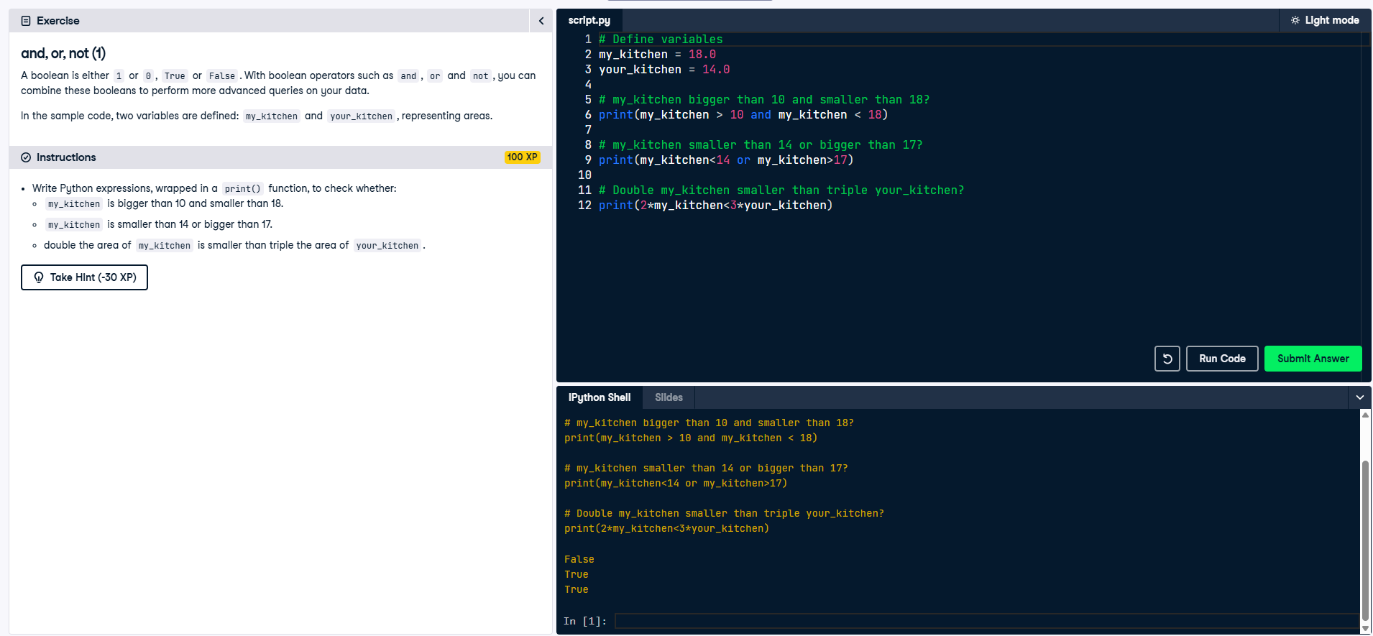 Exercise
and, or, not (1)
A boolean is either 1 or 0, True or False. With boolean operators such as and, or and not, you can
combine these booleans to perform more advanced queries on your data.
In the sample code, two variables are defined: my_kitchen and your_kitchen, representing areas.
Instructions
100 XP
• Write Python expressions, wrapped in a print() function, to check whether:
my_kitchen is bigger than 10 and smaller than 18.
my_kitchen is smaller than 14 or bigger than 17.
double the area of my_kitchen is smaller than triple the area of your_kitchen.
Take Hint (-30 XP)
script.py
Light mode
1 # Define variables
2 my_kitchen = 18.0
3 your_kitchen = 14.0
4
5 # my_kitchen bigger than 10 and smaller than 18?
6 print(my_kitchen > 10 and my_kitchen < 18)
7
8 # my_kitchen smaller than 14 or bigger than 17?
9 print(my_kitchen<14 or my_kitchen>17)
10
11 # Double my_kitchen smaller than triple your_kitchen?
12 print(2*my_kitchen<3*your_kitchen)
Run Code
Submit Answer
IPython Shell
Slides
# my_kitchen bigger than 10 and smaller than 18?
print(my_kitchen > 10 and my_kitchen < 18)
# my_kitchen smaller than 14 or bigger than 17?
print(my_kitchen<14 or my_kitchen>17)
# Double my_kitchen smaller than triple your_kitchen?
print(2*my_kitchen<3*your_kitchen)
False
True
True
In [1]: